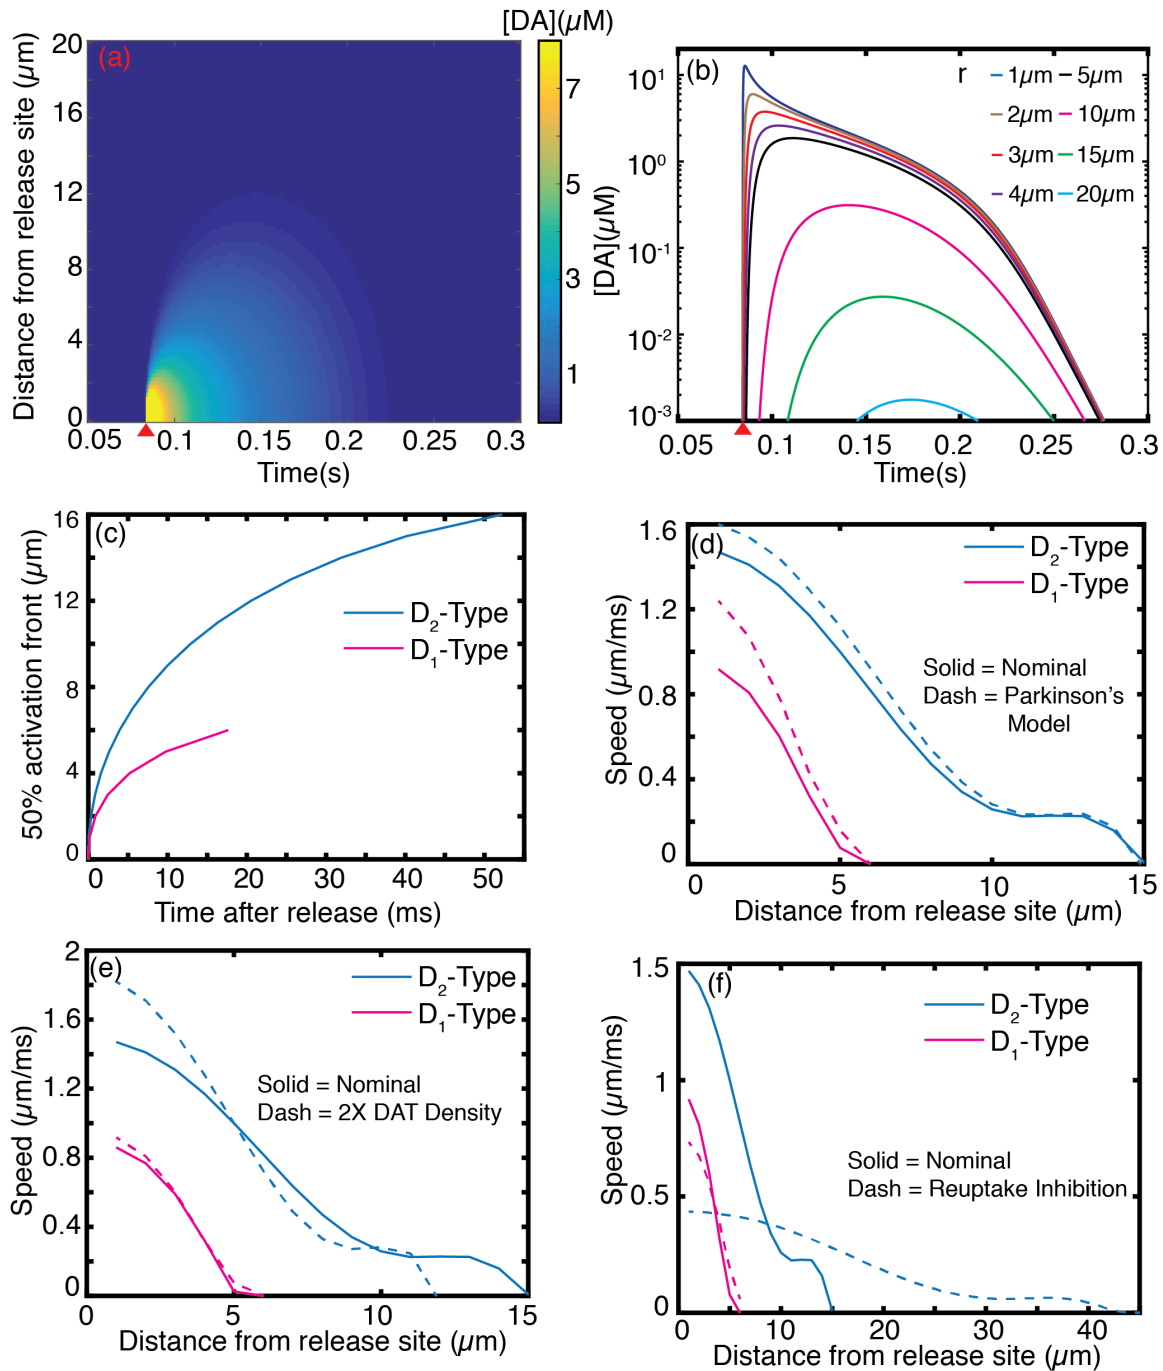 [DA](µM)
(a)
20
16
12
8
4
0
0.05
0.1
0.15
0.2
0.3
Time(s)
Distance from release site (µm)
7
5
3
1
(b)
r
1µm
5µm
2µm
10µm
3µm
15µm
4µm
20µm
10¹
10⁰
10⁻¹
10⁻²
10⁻³
[DA](µM)
0.05
0.1
0.15
0.2
0.25
0.3
Time(s)
(c)
16
12
8
4
0
50% activation front (µm)
D₂-Type
D₁-Type
0
10
20
30
40
50
Time after release (ms)
(d)
1.6
1.2
0.8
0.4
0
Speed (µm/ms)
D₂-Type
D₁-Type
Solid = Nominal
Dash = Parkinson's
Model
0
5
10
15
Distance from release site (µm)
(e)
2
1.6
1.2
0.8
0.4
0
Speed (µm/ms)
D₂-Type
D₁-Type
Solid = Nominal
Dash = 2X DAT Density
0
5
10
15
Distance from release site (µm)
(f)
1.5
1
0.5
0
Speed (µm/ms)
D₂-Type
D₁-Type
Solid = Nominal
Dash = Reuptake Inhibition
0
10
20
30
40
Distance from release site (µm)